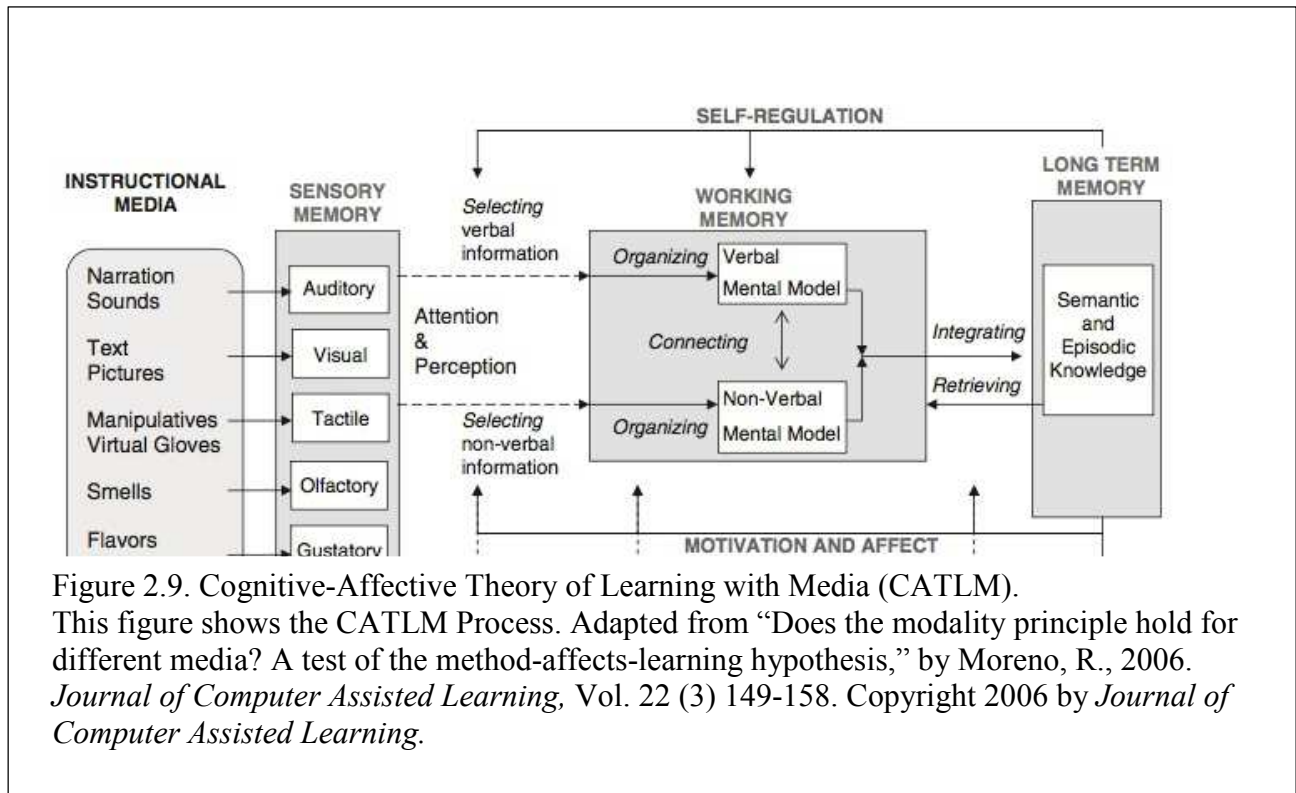 SELF-REGULATION
INSTRUCTIONAL
MEDIA
SENSORY
MEMORY
Selecting
verbal
information
WORKING
MEMORY
LONG TERM
MEMORY
Narration
Sounds
Text
Pictures
Manipulatives
Virtual Gloves
Smells
Flavors
Auditory
Visual
Tactile
Olfactory
Gustatory
Attention
&
Perception
Selecting
non-verbal
information
Organizing
Verbal
Mental Model
Connecting
Organizing
Non-Verbal
Mental Model
Integrating
Retrieving
Semantic
and
Episodic
Knowledge
MOTIVATION AND AFFECT
Figure 2.9. Cognitive-Affective Theory of Learning with Media (CATLM).
This figure shows the CATLM Process. Adapted from “Does the modality principle hold for
different media? A test of the method-affects-learning hypothesis,” by Moreno, R., 2006.
Journal of Computer Assisted Learning, Vol. 22 (3) 149-158. Copyright 2006 by Journal of
Computer Assisted Learning.